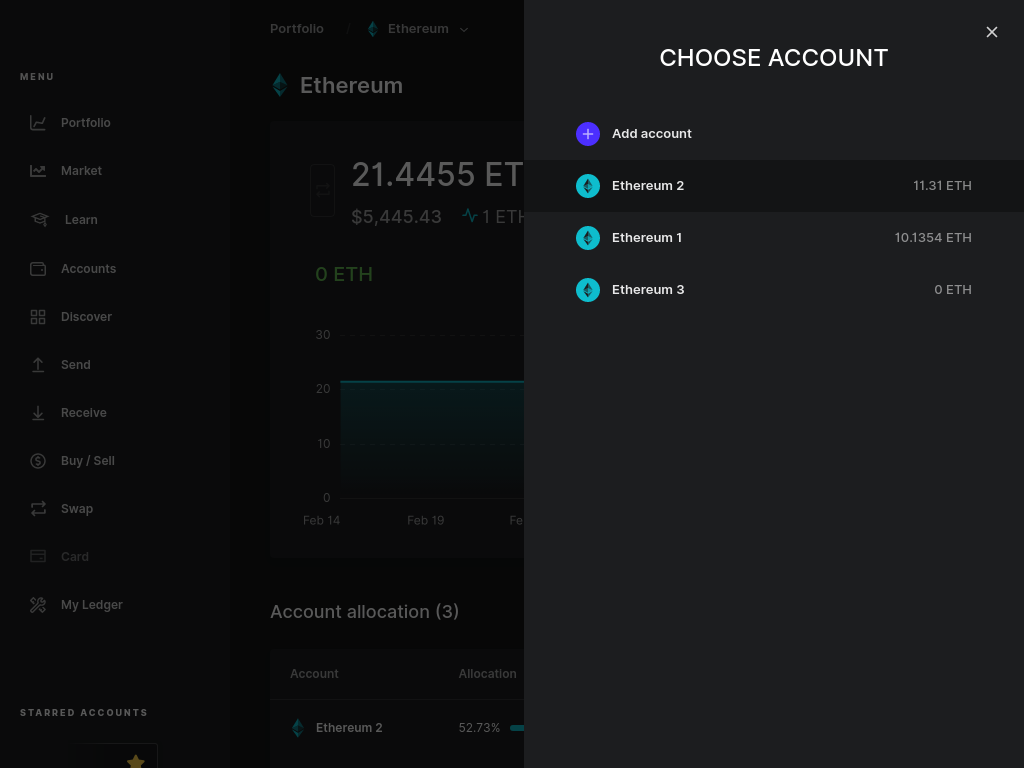 MENU
Portfolio
Market
Learn
Accounts
Discover
Send
Receive
Buy / Sell
Swap
Card
My Ledger
STARRED ACCOUNTS
Portfolio / Ethereum
Ethereum
21.4455 ET
$5,445.43 1 ETH
0 ETH
30
20
10
0
Feb 14 Feb 19 Fe
Account allocation (3)
Account Allocation
Ethereum 2 52.73%
CHOOSE ACCOUNT
Add account
Ethereum 2 11.31 ETH
Ethereum 1 10.1354 ETH
Ethereum 3 0 ETH